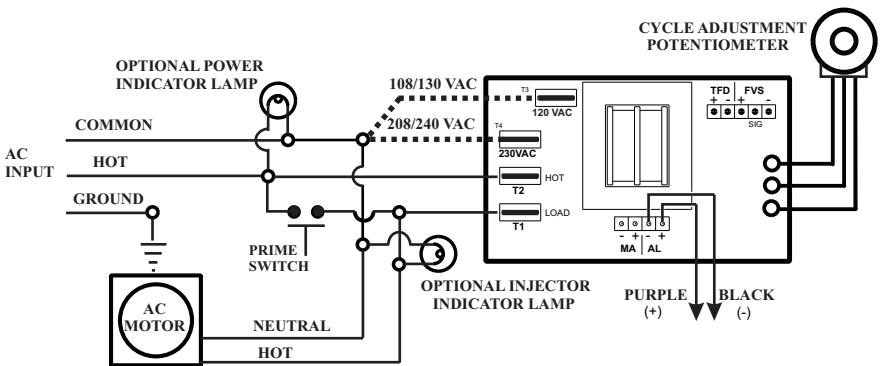 CYCLE ADJUSTMENT
POTENTIOMETER
OPTIONAL POWER
INDICATOR LAMP
108/130 VAC
T3
120 VAC
TFD FVS
+ - + -
SIG
COMMON
208/240 VAC
T4
230VAC
AC
INPUT
HOT
HOT
T2
GROUND
LOAD
T1
PRIME
SWITCH
- + - +
MA AL
OPTIONAL INJECTOR
INDICATOR LAMP
PURPLE
(+)
BLACK
(-)
AC
MOTOR
NEUTRAL
HOT